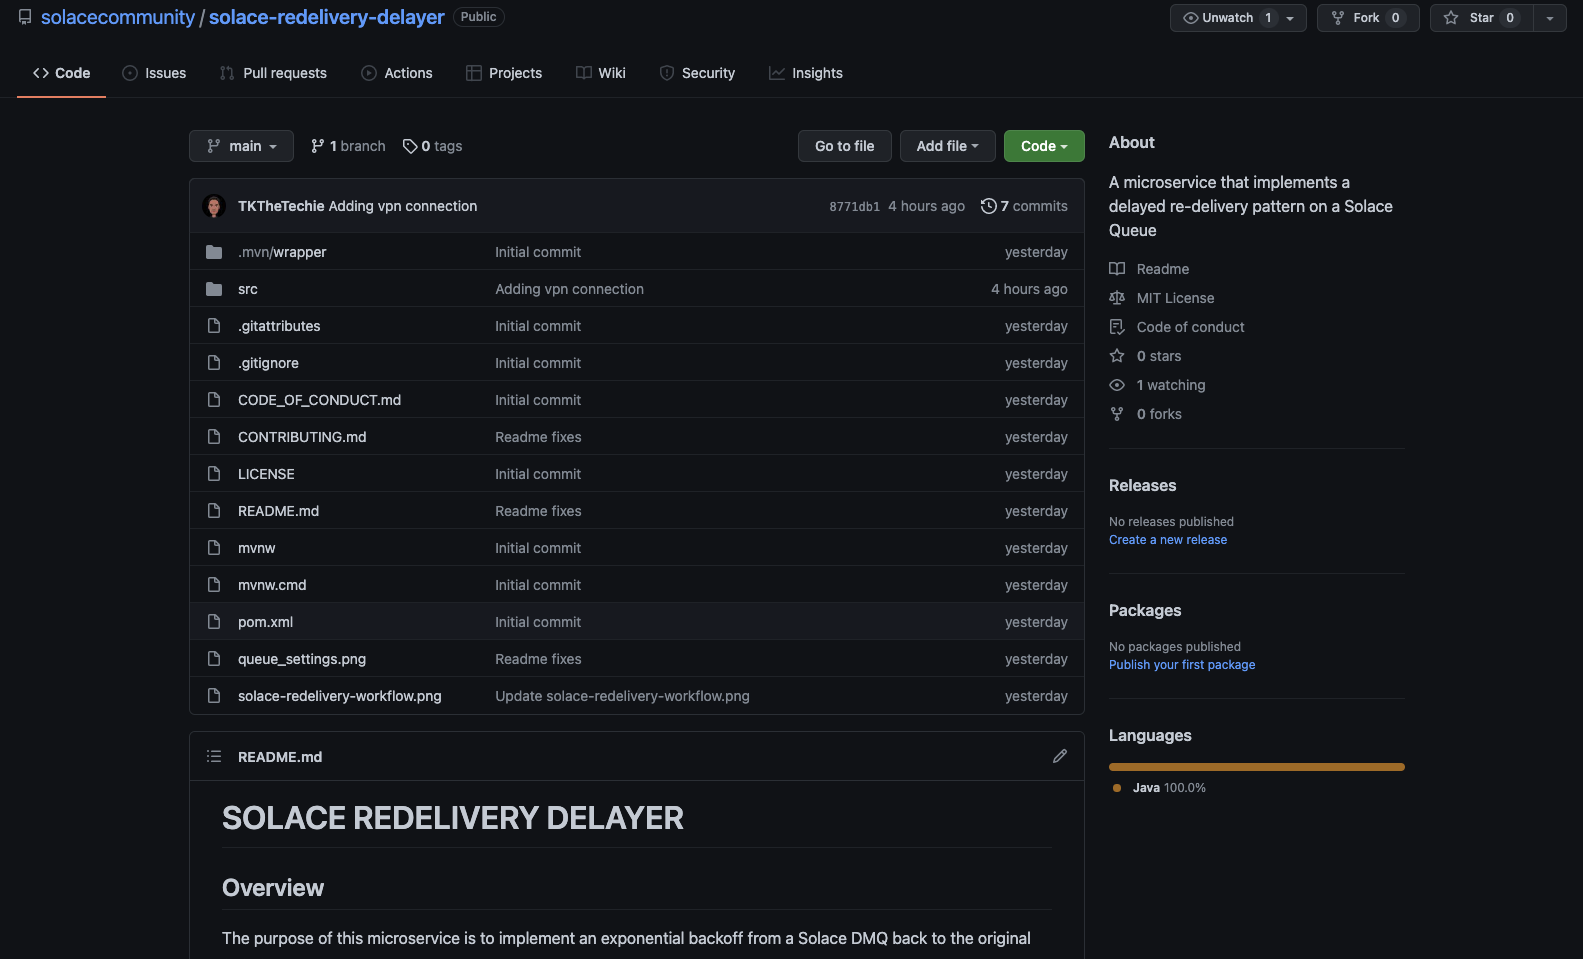 solacecommunity / solace-redelivery-delayer Public
Unwatch 1 Fork 0 Star 0
Code Issues Pull requests Actions Projects Wiki Security Insights
main 1 branch 0 tags Go to file Add file Code
TKTheTechie Adding vpn connection 8771db1 4 hours ago 7 commits
.mvn/wrapper Initial commit yesterday
src Adding vpn connection 4 hours ago
.gitattributes Initial commit yesterday
.gitignore Initial commit yesterday
CODE_OF_CONDUCT.md Initial commit yesterday
CONTRIBUTING.md Readme fixes yesterday
LICENSE Initial commit yesterday
README.md Readme fixes yesterday
mvnw Initial commit yesterday
mvnw.cmd Initial commit yesterday
pom.xml Initial commit yesterday
queue_settings.png Readme fixes yesterday
solace-redelivery-workflow.png Update solace-redelivery-workflow.png yesterday
README.md
SOLACE REDELIVERY DELAYER
Overview
The purpose of this microservice is to implement an exponential backoff from a Solace DMQ back to the original
About
A microservice that implements a
delayed re-delivery pattern on a Solace
Queue
Readme
MIT License
Code of conduct
0 stars
1 watching
0 forks
Releases
No releases published
Create a new release
Packages
No packages published
Publish your first package
Languages
Java 100.0%